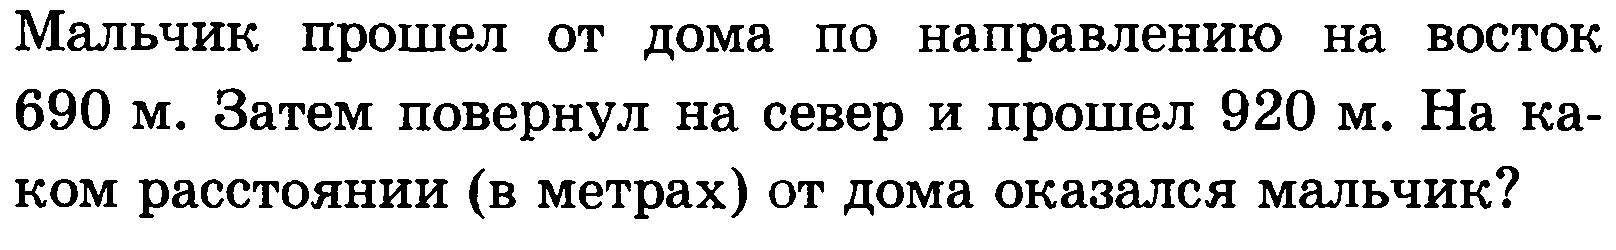 Мальчик прошел от дома по направлению на восток
690 м. Затем повернул на север и прошел 920 м. На ка-
ком расстоянии (в метрах) от дома оказался мальчик?